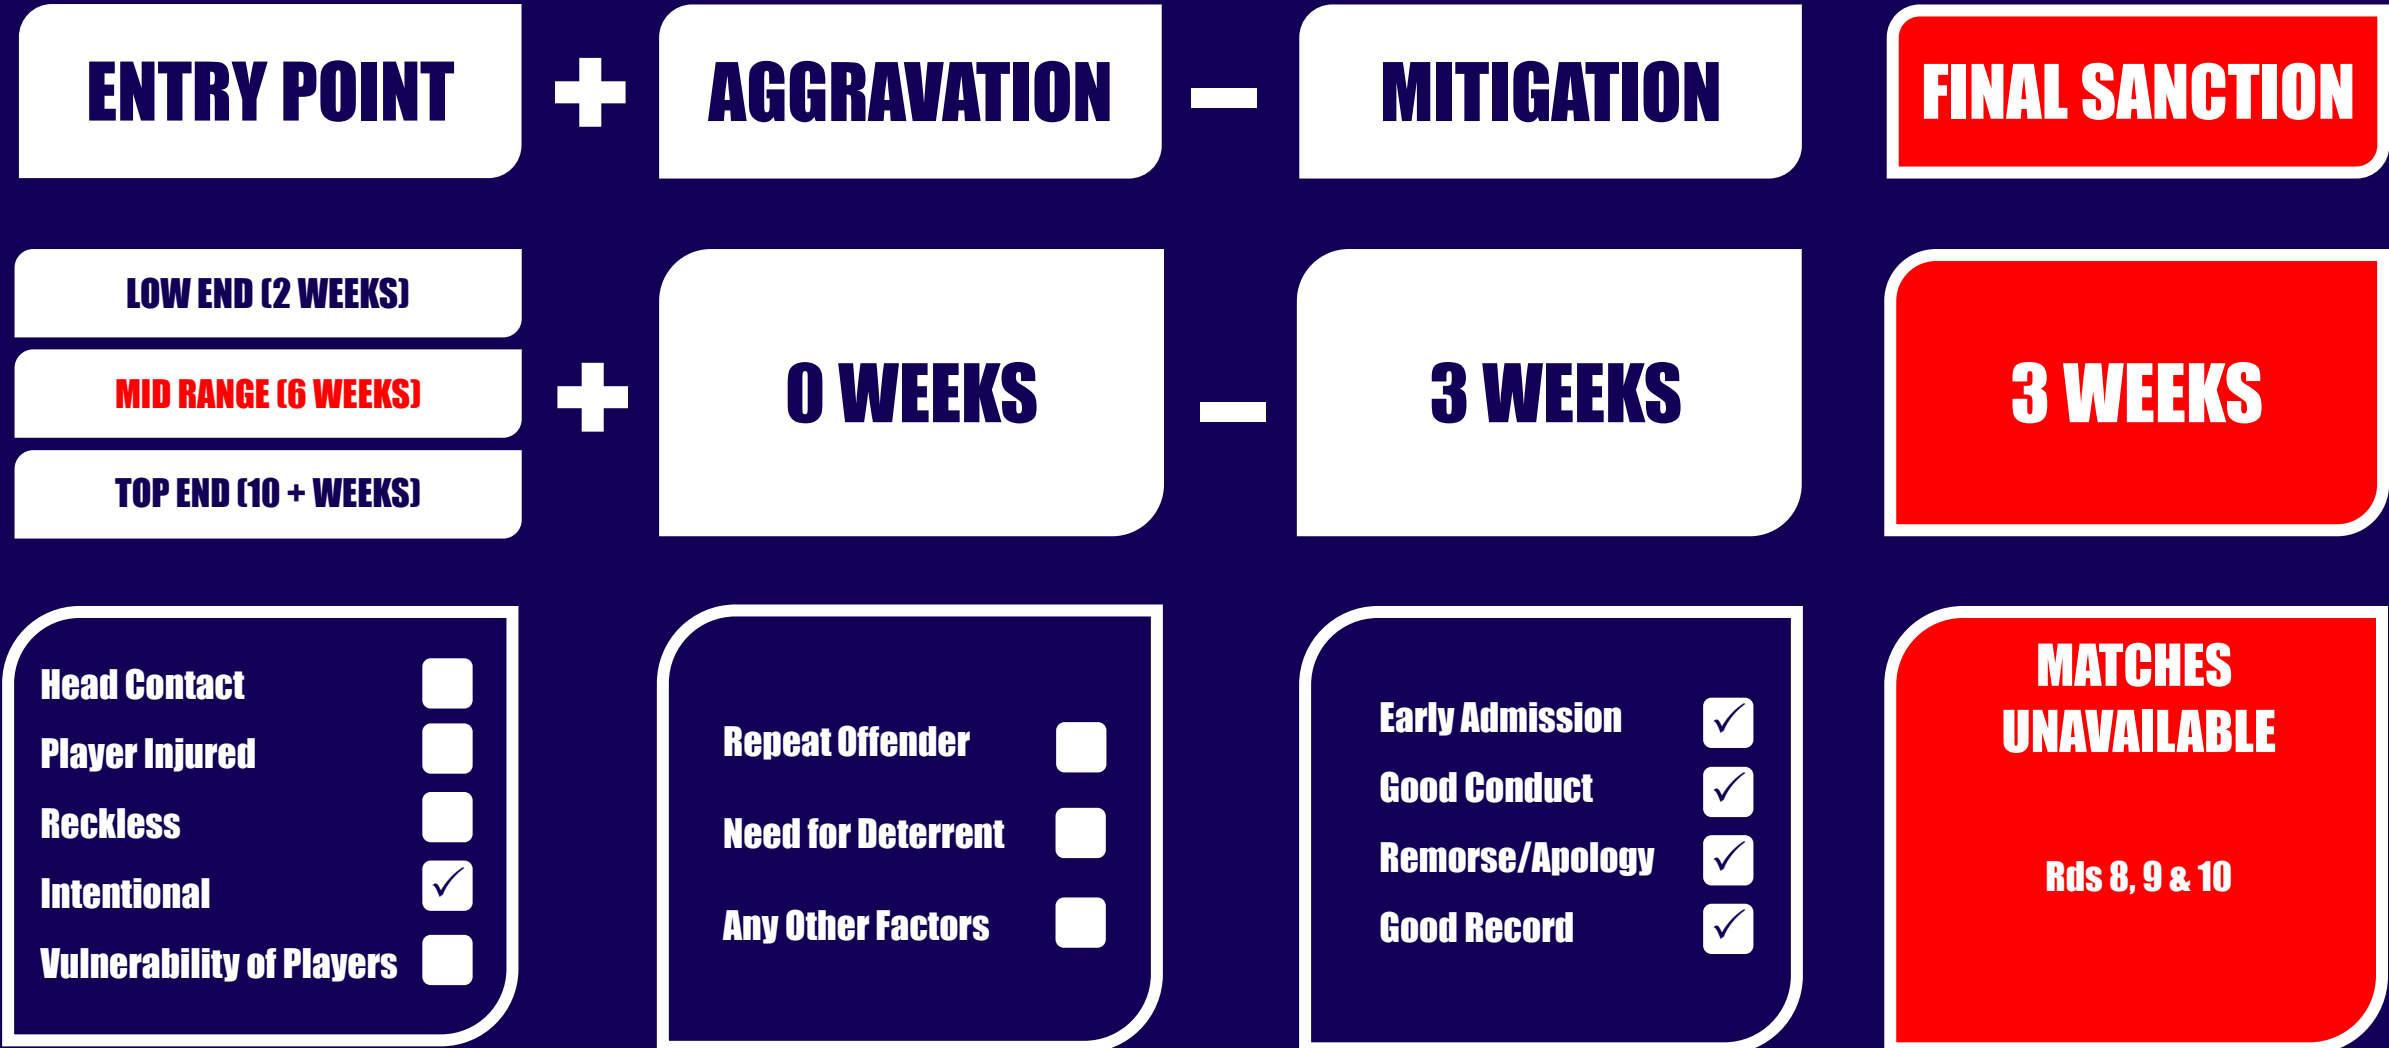 ENTRY POINT + AGGRAVATION – MITIGATION FINAL SANCTION
LOW END (2 WEEKS)
MID RANGE (6 WEEKS)
TOP END (10 + WEEKS)
+
0 WEEKS
–
3 WEEKS
3 WEEKS
Head Contact
Player Injured
Reckless
Intentional ✓
Vulnerability of Players
Repeat Offender
Need for Deterrent
Any Other Factors
Early Admission ✓
Good Conduct ✓
Remorse/Apology ✓
Good Record ✓
MATCHES
UNAVAILABLE
Rds 8, 9 & 10